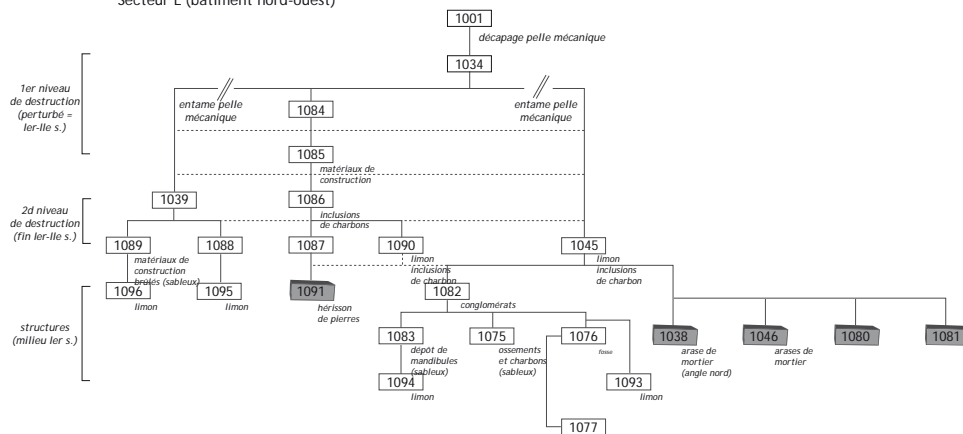 Secteur E (bâtiment nord-ouest)
1001
décapage pelle mécanique
1034
1er niveau
de destruction
(perturbé =
Ier-IIe s.)
entame pelle
mécanique
entame pelle
mécanique
1084
1085
matériaux de
construction
1039
1086
2d niveau
de destruction
(fin Ier-IIe s.)
inclusions
de charbons
1089
1088
1087
1090
1045
matériaux de
construction
brûlés (sableux)
limon
inclusions
de charbon
limon
inclusions
de charbon
1096
limon
1095
limon
1091
hérisson
de pierres
1082
conglomérats
structures
(milieu Ier s.)
1083
dépôt de
mandibules
(sableux)
1075
ossements
et charbons
(sableux)
1076
fosse
1038
arase de
mortier
(angle nord)
1046
arases de
mortier
1080
1081
1094
limon
1093
limon
1077